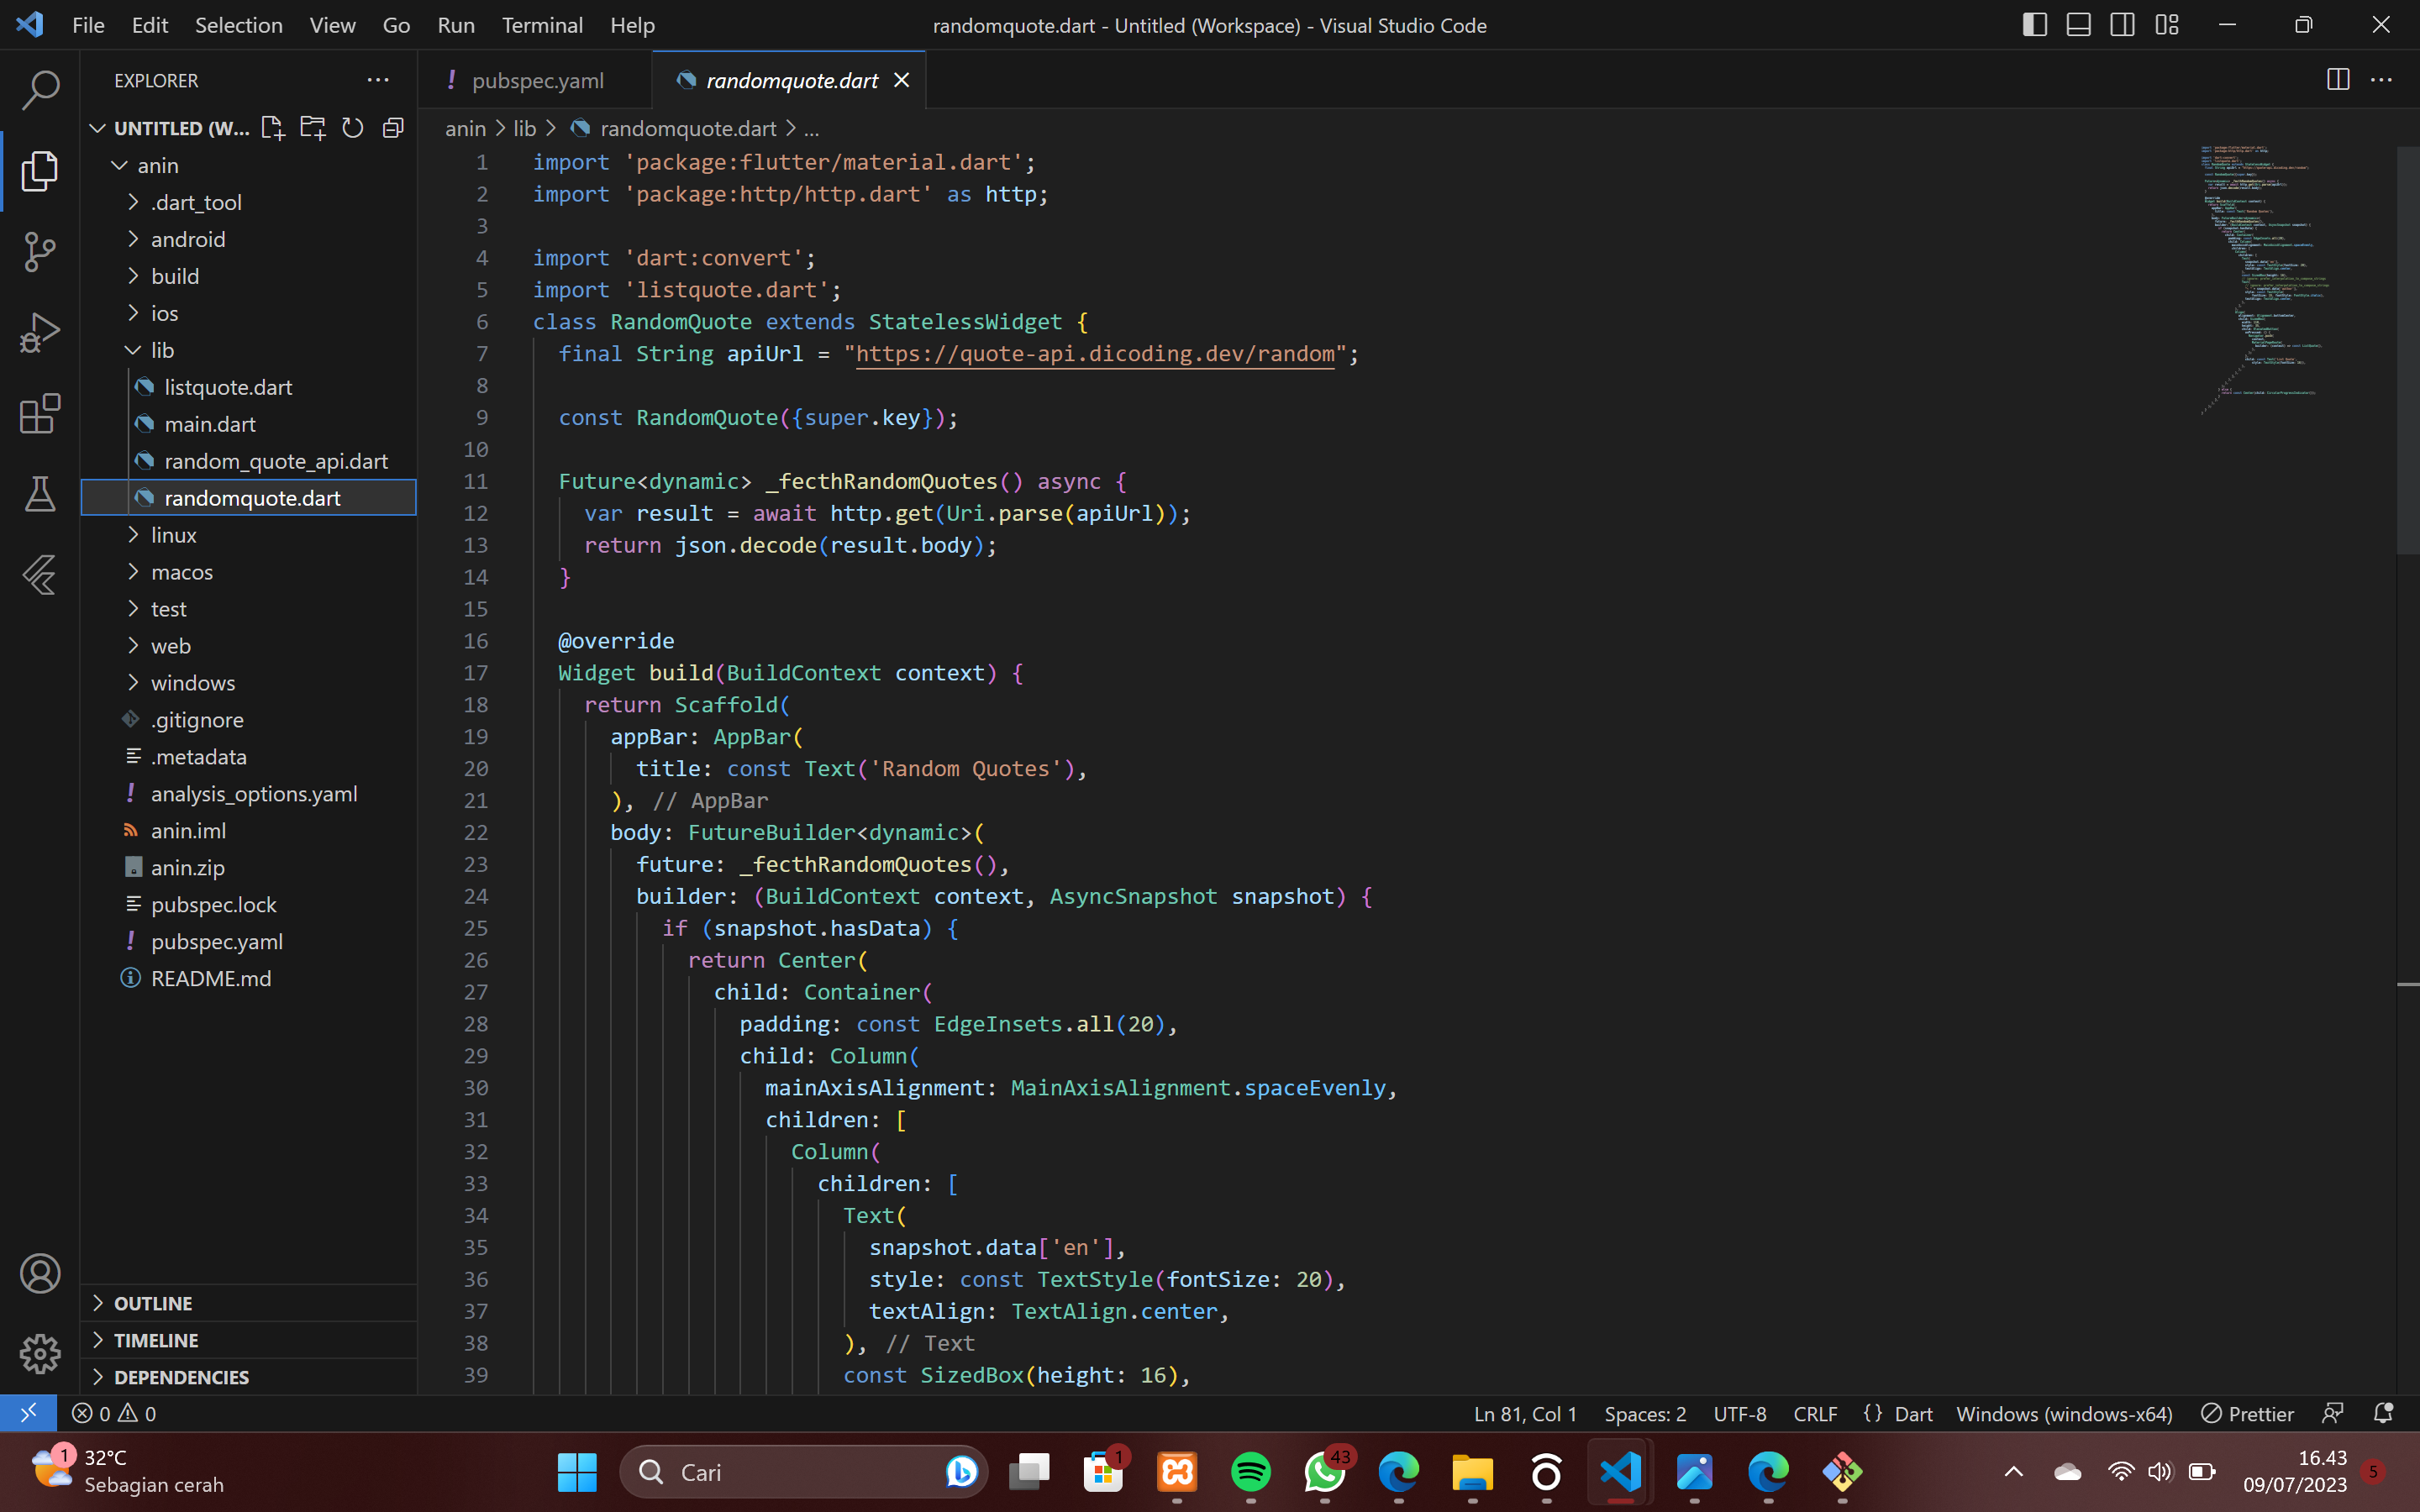 File Edit Selection View Go Run Terminal Help
randomquote.dart - Untitled (Workspace) - Visual Studio Code
EXPLORER
UNTITLED (W...
anin
.dart_tool
android
build
ios
lib
listquote.dart
main.dart
random_quote_api.dart
randomquote.dart
linux
macos
test
web
windows
.gitignore
.metadata
analysis_options.yaml
anin.iml
anin.zip
pubspec.lock
pubspec.yaml
README.md
OUTLINE
TIMELINE
DEPENDENCIES
pubspec.yaml
randomquote.dart
anin > lib > randomquote.dart > ...
1 import 'package:flutter/material.dart';
2 import 'package:http/http.dart' as http;
3
4 import 'dart:convert';
5 import 'listquote.dart';
6 class RandomQuote extends StatelessWidget {
7 final String apiUrl = "https://quote-api.dicoding.dev/random";
8
9 const RandomQuote({super.key});
10
11 Future<dynamic> _fecthRandomQuotes() async {
12 var result = await http.get(Uri.parse(apiUrl));
13 return json.decode(result.body);
14 }
15
16 @override
17 Widget build(BuildContext context) {
18 return Scaffold(
19 appBar: AppBar(
20 title: const Text('Random Quotes'),
21 ), // AppBar
22 body: FutureBuilder<dynamic>(
23 future: _fecthRandomQuotes(),
24 builder: (BuildContext context, AsyncSnapshot snapshot) {
25 if (snapshot.hasData) {
26 return Center(
27 child: Container(
28 padding: const EdgeInsets.all(20),
29 child: Column(
30 mainAxisAlignment: MainAxisAlignment.spaceEvenly,
31 children: [
32 Column(
33 children: [
34 Text(
35 snapshot.data['en'],
36 style: const TextStyle(fontSize: 20),
37 textAlign: TextAlign.center,
38 ), // Text
39 const SizedBox(height: 16),
0 0
Ln 81, Col 1 Spaces: 2 UTF-8 CRLF {} Dart Windows (windows-x64) Prettier
1
32°C
Sebagian cerah
Cari
1
43
16.43
09/07/2023
5